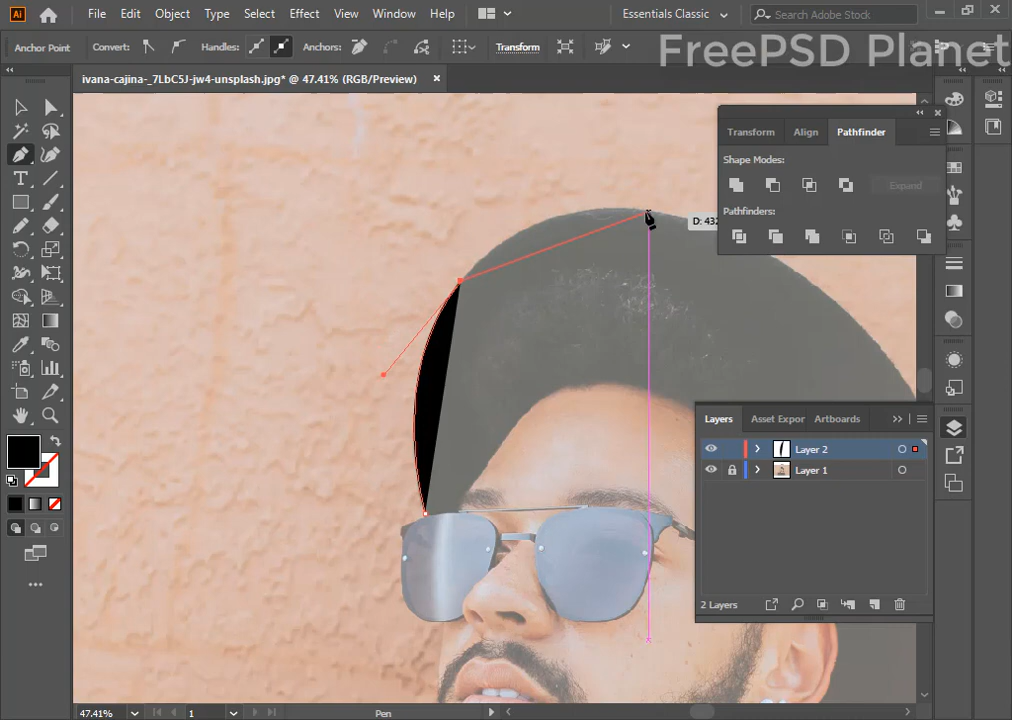 Ai File Edit Object Type Select Effect View Window Help Essentials Classic Search Adobe Stock
Anchor Point Convert: Handles: Anchors: Transform
FreePSD Planet
ivana-cajina-_7LbC5J-jw4-unsplash.jpg* @ 47.41% (RGB/Preview)
Transform Align Pathfinder
Shape Modes:
Expand
Pathfinders:
D: 432
Layers Asset Expor Artboards
Layer 2
Layer 1
2 Layers
47.41% 1 Pen